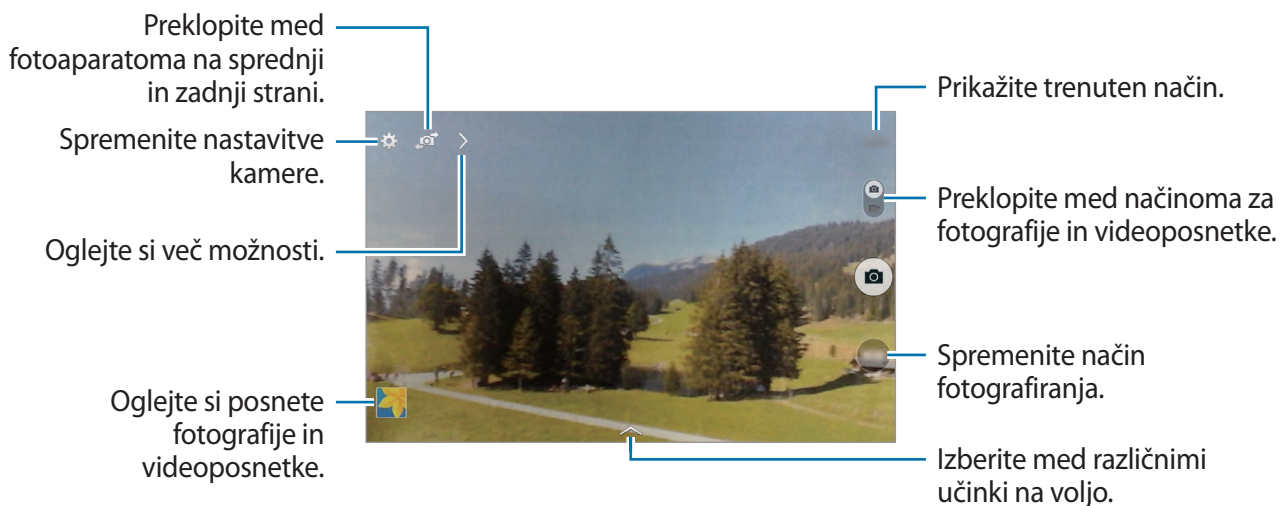 Preklopite med
fotoaparatoma na sprednji
in zadnji strani.
Spremenite nastavitve
kamere.
Oglejte si več možnosti.
Oglejte si posnete
fotografije in
videoposnetke.
Prikažite trenuten način.
Preklopite med načinoma za
fotografije in videoposnetke.
Spremenite način
fotografiranja.
Izberite med različnimi
učinki na voljo.